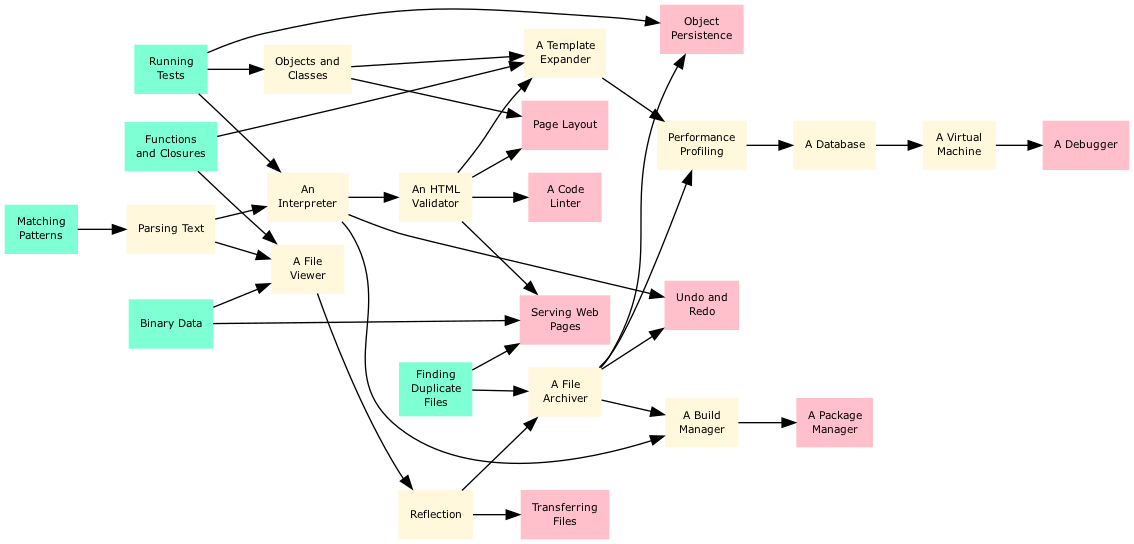 Object
Persistence
Running
Tests
Objects and
Classes
A Template
Expander
Functions
and Closures
Page Layout
Performance
Profiling
A Database
A Virtual
Machine
A Debugger
An
Interpreter
An HTML
Validator
A Code
Linter
Matching
Patterns
Parsing Text
A File
Viewer
Binary Data
Serving Web
Pages
Undo and
Redo
Finding
Duplicate
Files
A File
Archiver
A Build
Manager
A Package
Manager
Reflection
Transferring
Files